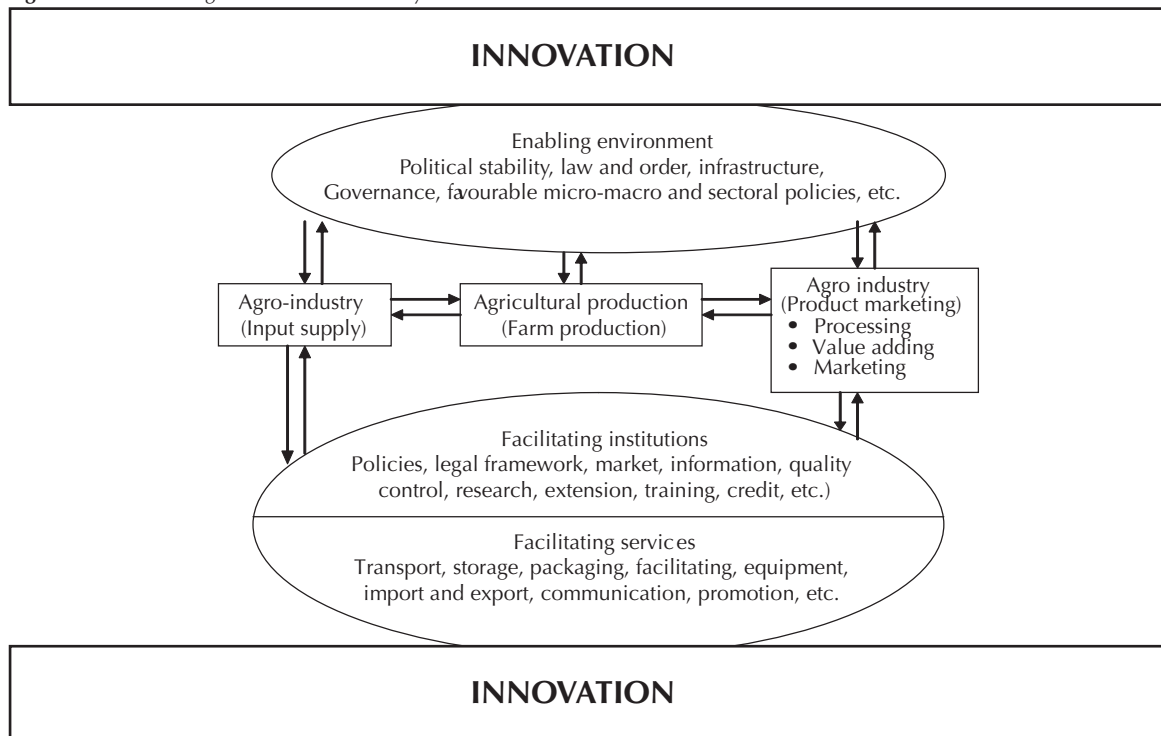 INNOVATION
Enabling environment
Political stability, law and order, infrastructure,
Governance, favourable micro-macro and sectoral policies, etc.
Agro-industry
(Input supply)
Agricultural production
(Farm production)
Agro industry
(Product marketing)
• Processing
• Value adding
• Marketing
Facilitating institutions
Policies, legal framework, market, information, quality
control, research, extension, training, credit, etc.)
Facilitating services
Transport, storage, packaging, facilitating, equipment,
import and export, communication, promotion, etc.
INNOVATION